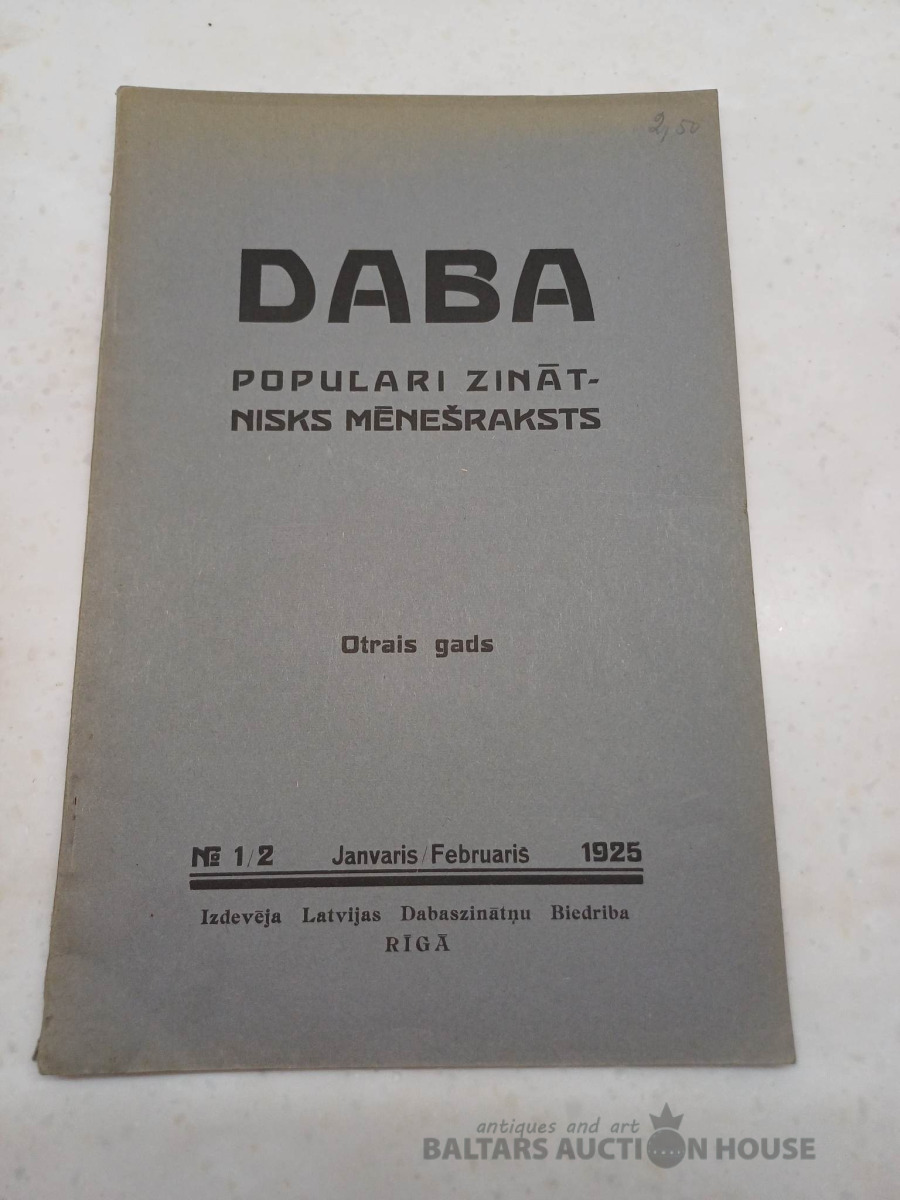 2,50
DABA
POPUĻARI ZINĀT-
NISKS MĒNEŠRAKSTS
Otrais gads
№ 1/2 Janvaris/Februaris 1925
Izdevēja Latvijas Dabaszinātņu Biedriba
RĪGĀ
antiques and art
BALTARS AUCTION HOUSE